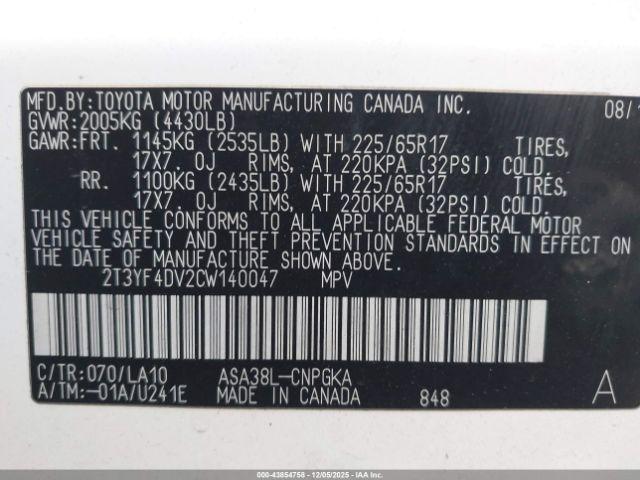 MFD.BY:TOYOTA MOTOR MANUFACTURING CANADA INC. 08/1
GVWR:2005KG (4430LB)
GAWR:FRT. 1145KG (2535LB) WITH 225/65R17 TIRES,
17X7. 0J RIMS, AT 220KPA (32PSI) COLD.
RR. 1100KG (2435LB) WITH 225/65R17 TIRES,
17X7. 0J RIMS, AT 220KPA (32PSI) COLD.
THIS VEHICLE CONFORMS TO ALL APPLICABLE FEDERAL MOTOR
VEHICLE SAFETY AND THEFT PREVENTION STANDARDS IN EFFECT ON
THE DATE OF MANUFACTURE SHOWN ABOVE.
2T3YF4DV2CW140047 MPV
C/TR:070/LA10 ASA38L-CNPGKA
A/TM:-01A/U241E MADE IN CANADA 848 A
000-43854758 - 12/05/2025 - IAA